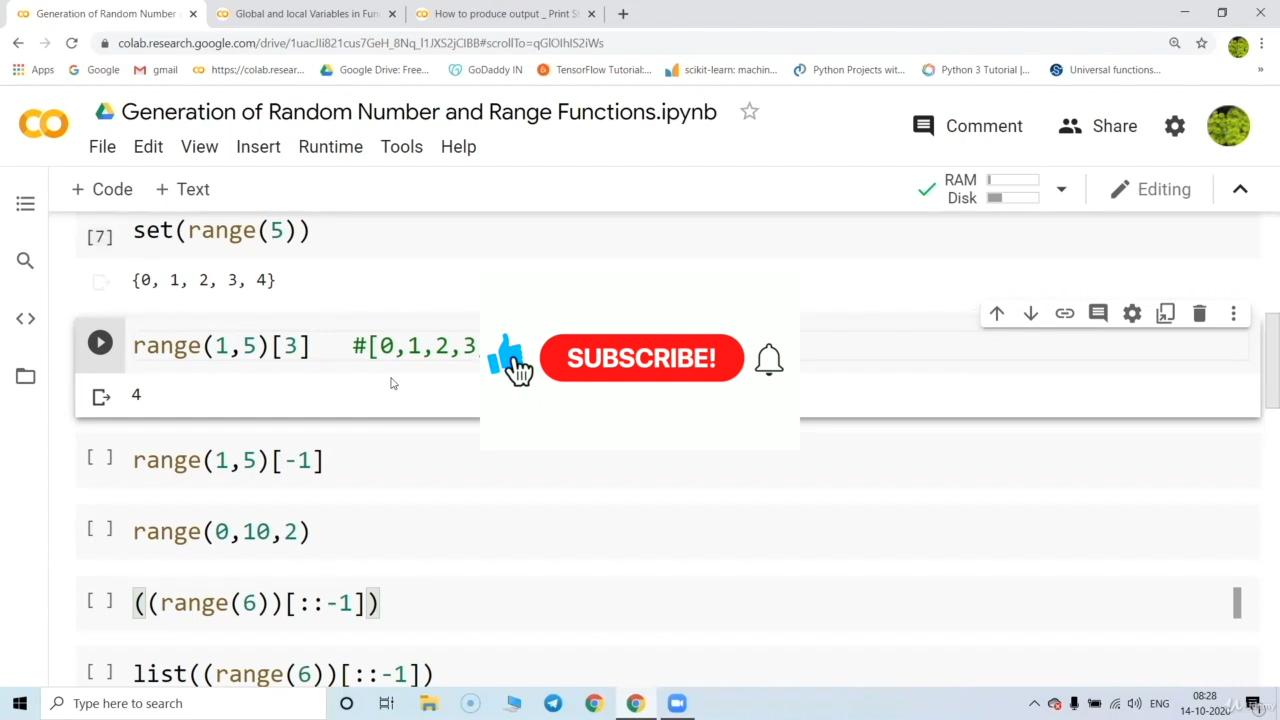 Generation of Random Number a
Global and local Variables in Fun
How to produce output _ Print St
colab.research.google.com/drive/1uacJIi821cus7GeH_8Nq_l1JXS2jCIBB#scrollTo=qGlOIhIS2iWs
Apps
Google
gmail
https://colab.resear...
Google Drive: Free...
GoDaddy IN
TensorFlow Tutorial:...
scikit-learn: machin...
Python Projects wit...
Python 3 Tutorial |...
Universal functions...
»
CO
Generation of Random Number and Range Functions.ipynb
Comment
Share
File Edit View Insert Runtime Tools Help
+ Code + Text
RAM
Disk
Editing
[7] set(range(5))
{0, 1, 2, 3, 4}
range(1,5)[3] #[0,1,2,3,
SUBSCRIBE!
4
[ ] range(1,5)[-1]
[ ] range(0,10,2)
[ ] ((range(6))[::-1])
[ ] list((range(6))[::-1])
Type here to search
ENG
08:28
14-10-2020